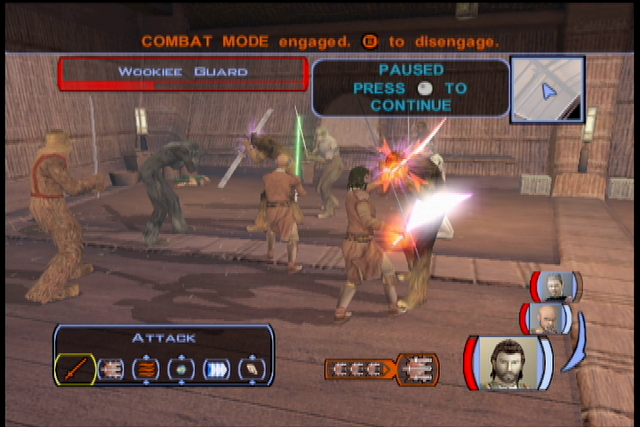 COMBAT MODE engaged. B to disengage.
WOOKIEE GUARD
PAUSED
PRESS TO
CONTINUE
ATTACK